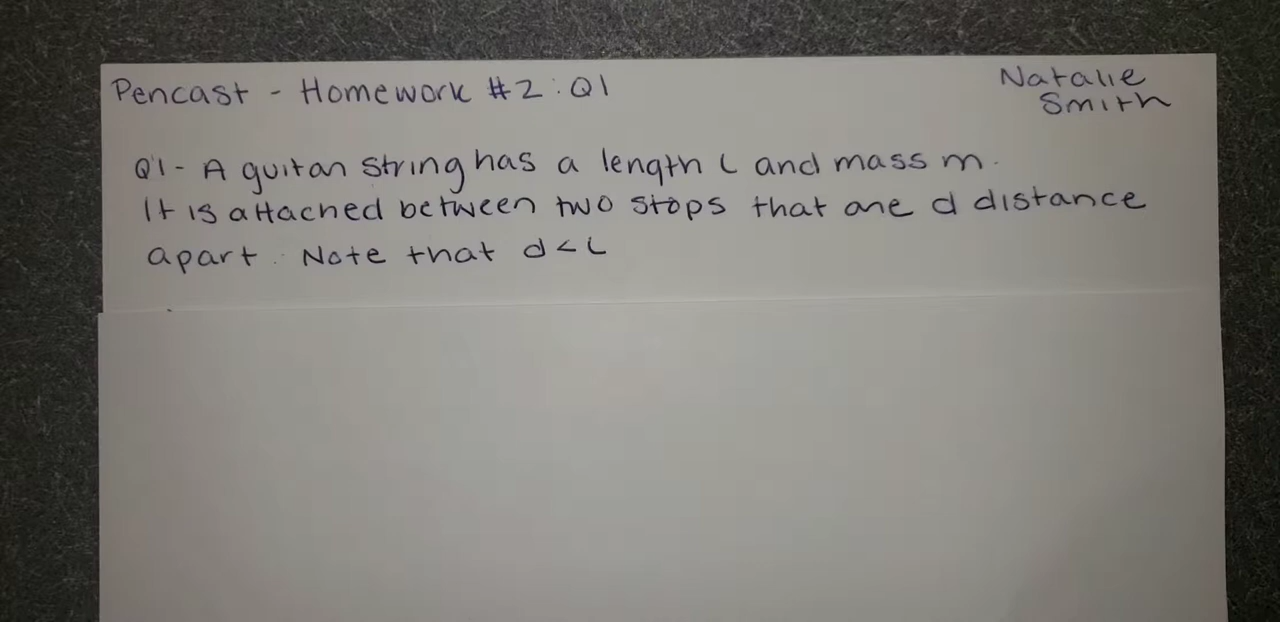 Pencast - Homework #2: Q1
Natalie
Smith
Q1 - A guitar string has a length L and mass m.
It is attached between two stops that are d distance
apart. Note that d < L